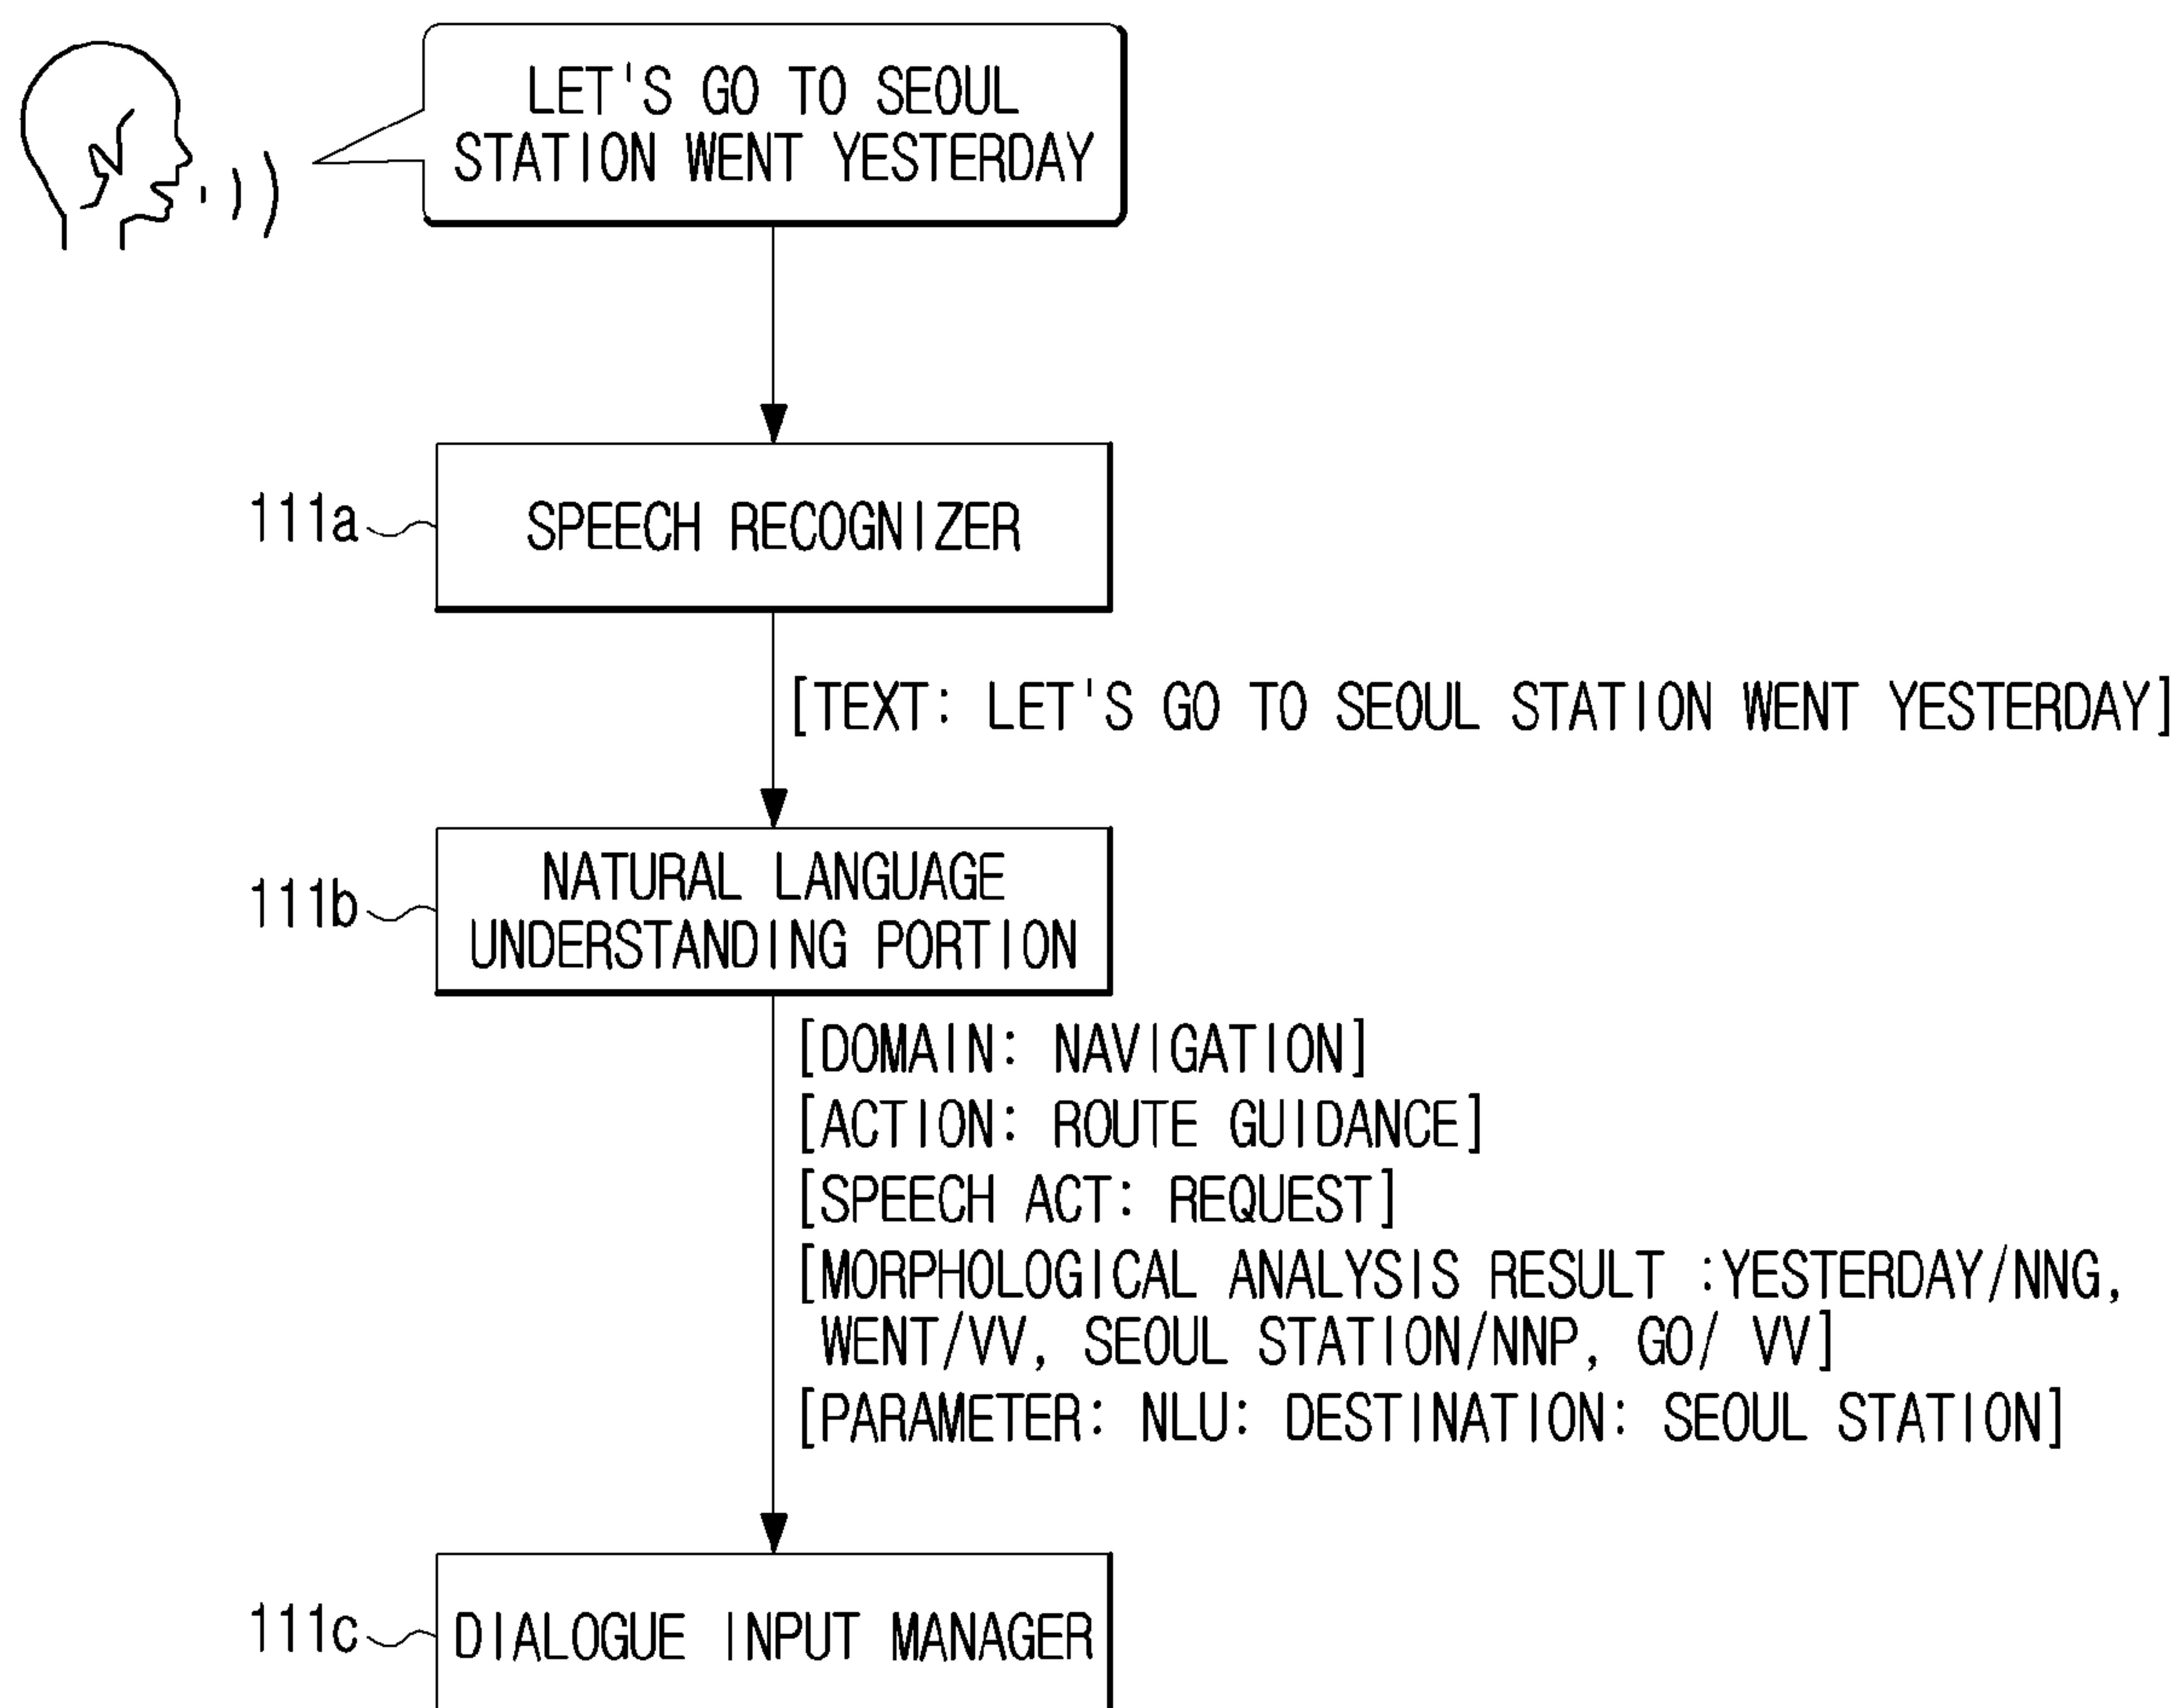 LET'S GO TO SEOUL
STATION WENT YESTERDAY
111a
SPEECH RECOGNIZER
[TEXT: LET'S GO TO SEOUL STATION WENT YESTERDAY]
111b
NATURAL LANGUAGE
UNDERSTANDING PORTION
[DOMAIN: NAVIGATION]
[ACTION: ROUTE GUIDANCE]
[SPEECH ACT: REQUEST]
[MORPHOLOGICAL ANALYSIS RESULT :YESTERDAY/NNG,
WENT/VV, SEOUL STATION/NNP, GO/ VV]
[PARAMETER: NLU: DESTINATION: SEOUL STATION]
111c
DIALOGUE INPUT MANAGER